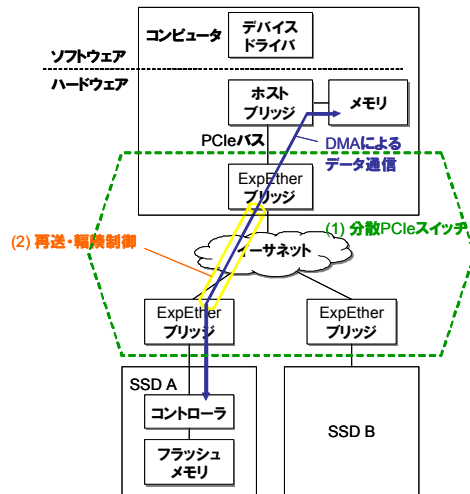 コンピュータ
デバイス
ドライバ
ソフトウェア
ハードウェア
ホスト
ブリッジ
メモリ
PCIeバス
DMAによる
データ通信
ExpEther
ブリッジ
(1) 分散PCIeスイッチ
(2) 再送・輻輳制御
イーサネット
ExpEther
ブリッジ
ExpEther
ブリッジ
SSD A
コントローラ
フラッシュ
メモリ
SSD B